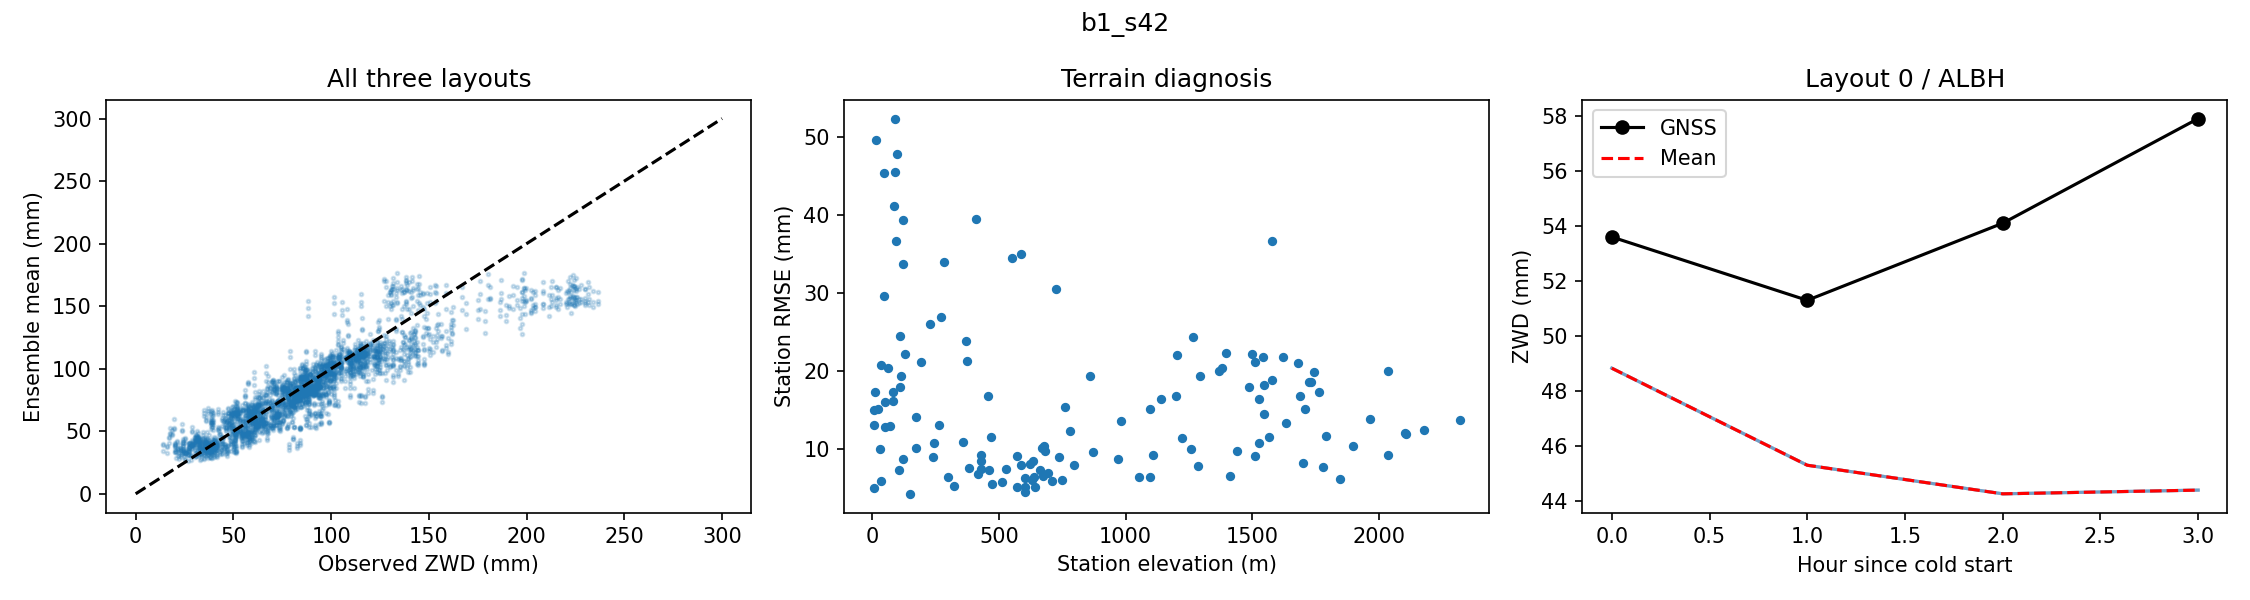 b1_s42
All three layouts
Ensemble mean (mm)
300
250
200
150
100
50
0
0 50 100 150 200 250 300
Observed ZWD (mm)
Terrain diagnosis
Station RMSE (mm)
50
40
30
20
10
0 500 1000 1500 2000
Station elevation (m)
Layout 0 / ALBH
GNSS
Mean
ZWD (mm)
58
56
54
52
50
48
46
44
0.0 0.5 1.0 1.5 2.0 2.5 3.0
Hour since cold start